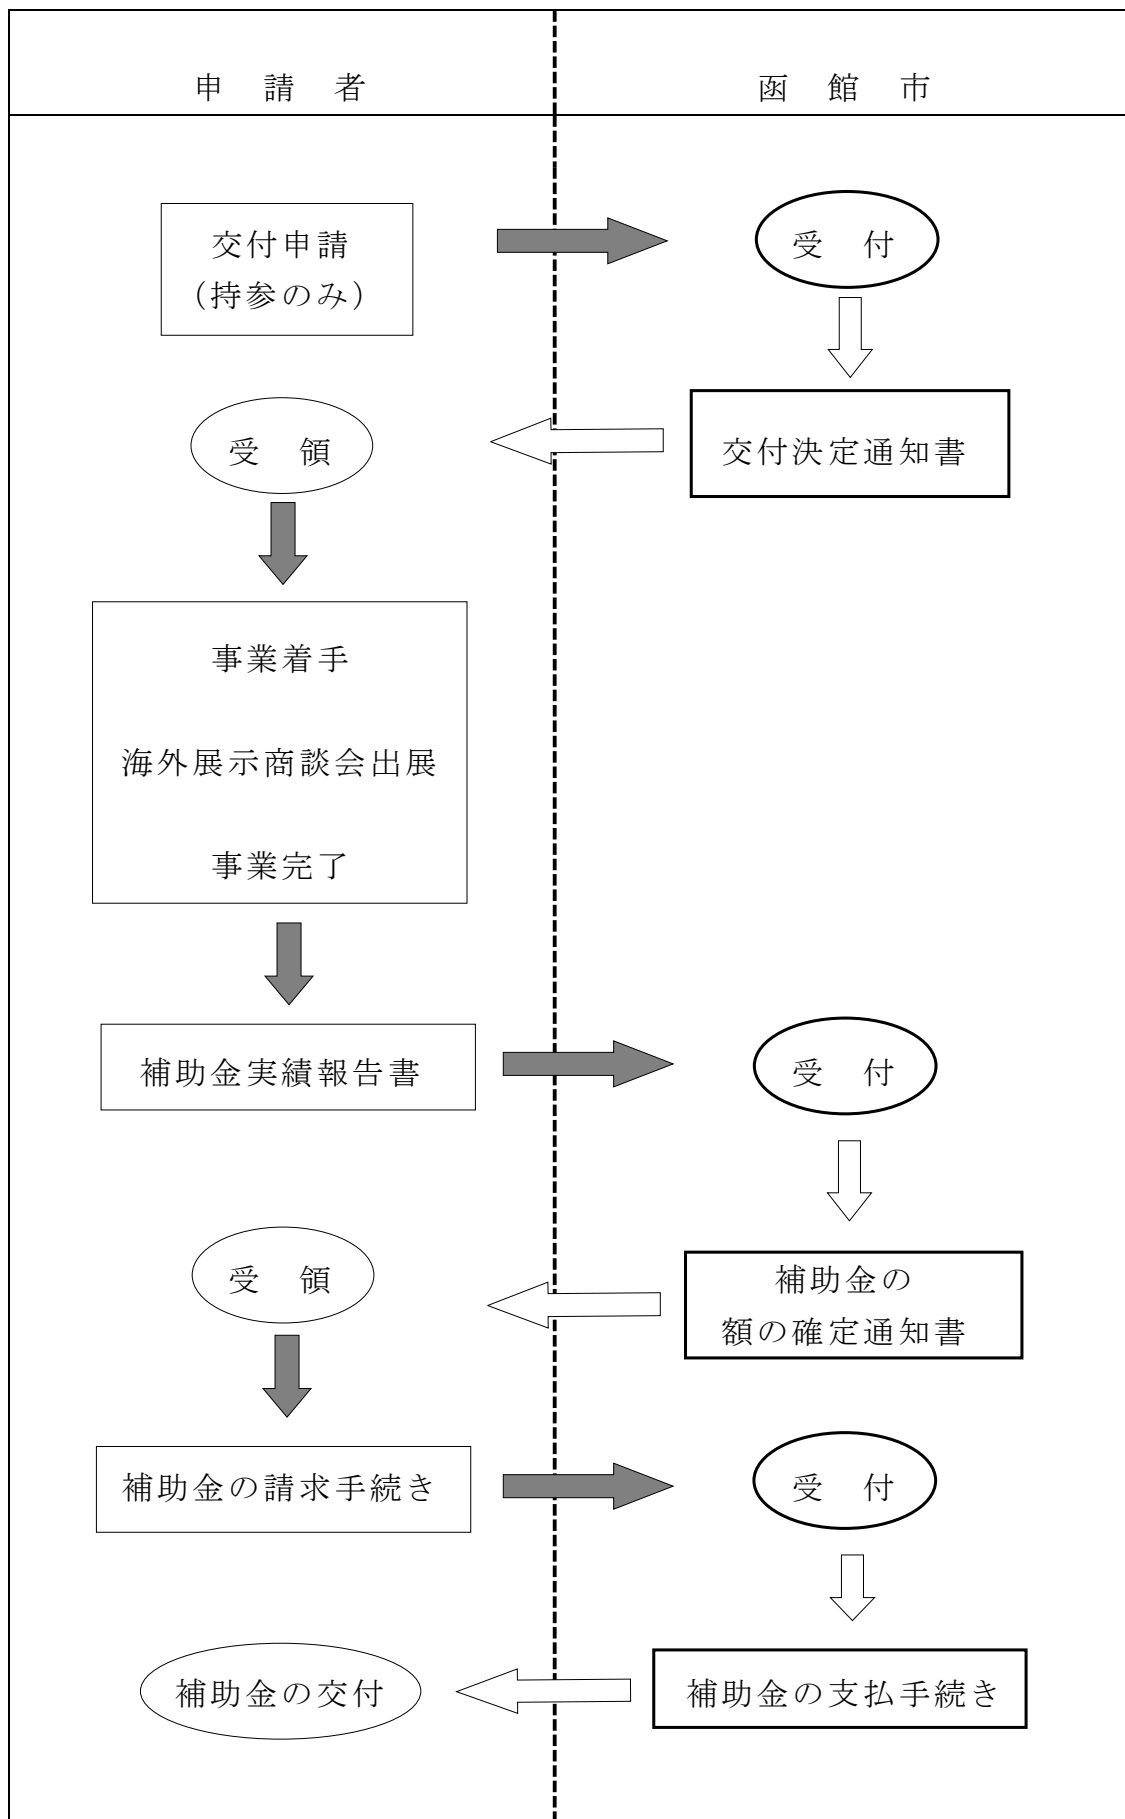 申　請　者
函　館　市
交付申請
（持参のみ）
受　付
交付決定通知書
受　領
事業着手
海外展示商談会出展
事業完了
補助金実績報告書
受　付
補助金の
額の確定通知書
受　領
補助金の請求手続き
受　付
補助金の支払手続き
補助金の交付